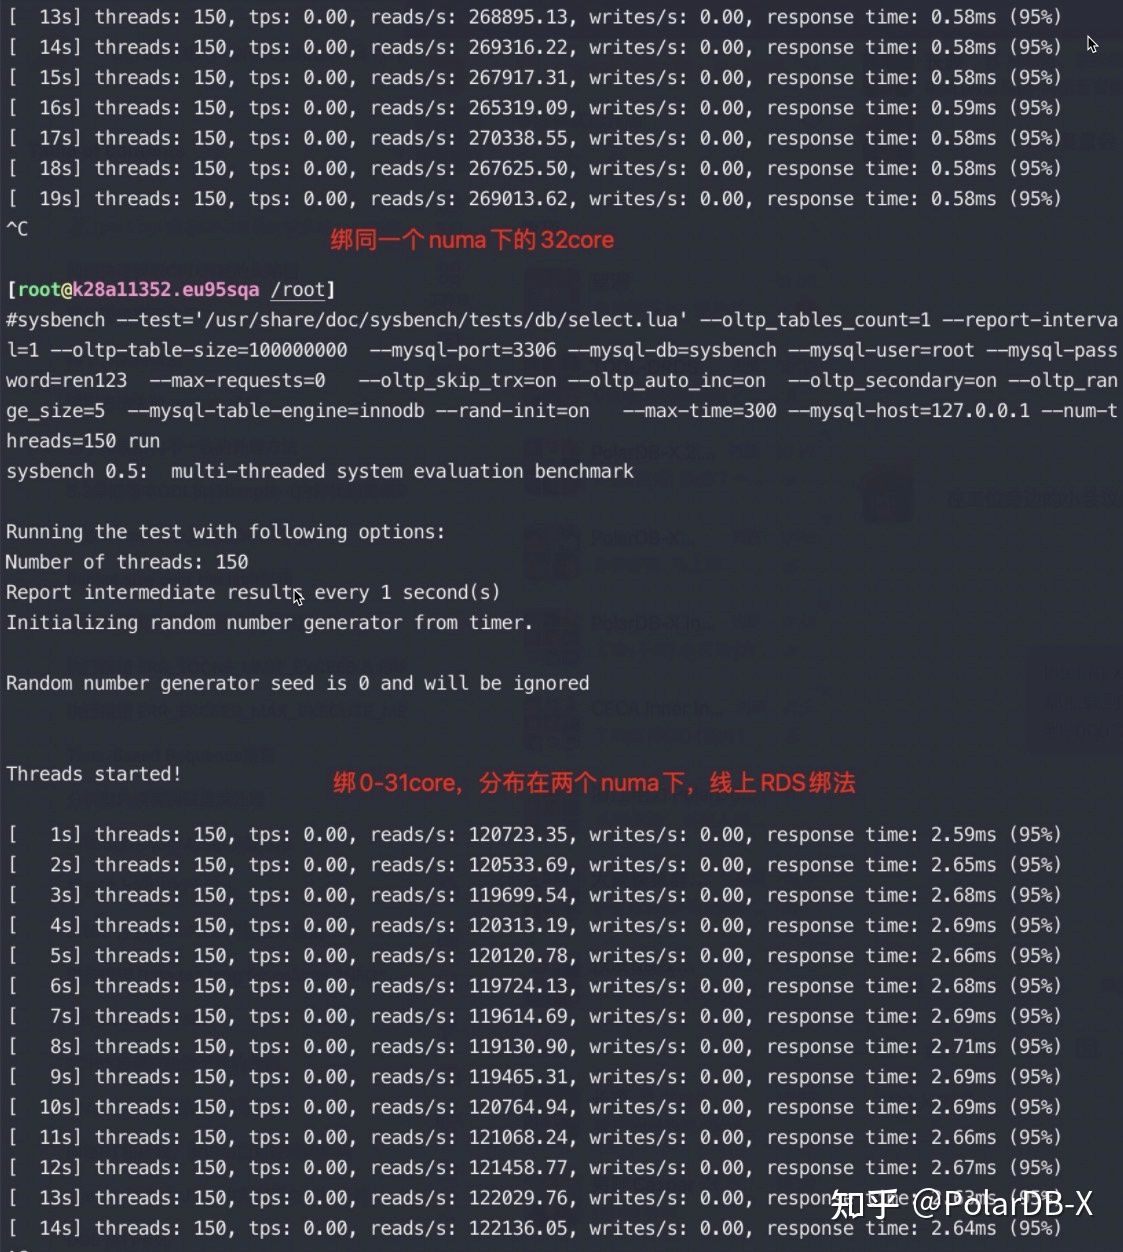 [  13s] threads: 150, tps: 0.00, reads/s: 268895.13, writes/s: 0.00, response time: 0.58ms (95%)
[  14s] threads: 150, tps: 0.00, reads/s: 269316.22, writes/s: 0.00, response time: 0.58ms (95%)
[  15s] threads: 150, tps: 0.00, reads/s: 267917.31, writes/s: 0.00, response time: 0.58ms (95%)
[  16s] threads: 150, tps: 0.00, reads/s: 265319.09, writes/s: 0.00, response time: 0.59ms (95%)
[  17s] threads: 150, tps: 0.00, reads/s: 270338.55, writes/s: 0.00, response time: 0.58ms (95%)
[  18s] threads: 150, tps: 0.00, reads/s: 267625.50, writes/s: 0.00, response time: 0.58ms (95%)
[  19s] threads: 150, tps: 0.00, reads/s: 269013.62, writes/s: 0.00, response time: 0.58ms (95%)
^C
绑同一个numa下的32core
[root@k28a11352.eu95sqa /root]
#sysbench --test='/usr/share/doc/sysbench/tests/db/select.lua' --oltp_tables_count=1 --report-interva
l=1 --oltp-table-size=100000000  --mysql-port=3306 --mysql-db=sysbench --mysql-user=root --mysql-pass
word=ren123  --max-requests=0   --oltp_skip_trx=on --oltp_auto_inc=on  --oltp_secondary=on --oltp_ran
ge_size=5  --mysql-table-engine=innodb --rand-init=on   --max-time=300 --mysql-host=127.0.0.1 --num-t
hreads=150 run
sysbench 0.5:  multi-threaded system evaluation benchmark
Running the test with following options:
Number of threads: 150
Report intermediate results every 1 second(s)
Initializing random number generator from timer.
Random number generator seed is 0 and will be ignored
Threads started!
绑0-31core，分布在两个numa下，线上RDS绑法
[   1s] threads: 150, tps: 0.00, reads/s: 120723.35, writes/s: 0.00, response time: 2.59ms (95%)
[   2s] threads: 150, tps: 0.00, reads/s: 120533.69, writes/s: 0.00, response time: 2.65ms (95%)
[   3s] threads: 150, tps: 0.00, reads/s: 119699.54, writes/s: 0.00, response time: 2.68ms (95%)
[   4s] threads: 150, tps: 0.00, reads/s: 120313.19, writes/s: 0.00, response time: 2.69ms (95%)
[   5s] threads: 150, tps: 0.00, reads/s: 120120.78, writes/s: 0.00, response time: 2.66ms (95%)
[   6s] threads: 150, tps: 0.00, reads/s: 119724.13, writes/s: 0.00, response time: 2.68ms (95%)
[   7s] threads: 150, tps: 0.00, reads/s: 119614.69, writes/s: 0.00, response time: 2.69ms (95%)
[   8s] threads: 150, tps: 0.00, reads/s: 119130.90, writes/s: 0.00, response time: 2.71ms (95%)
[   9s] threads: 150, tps: 0.00, reads/s: 119465.31, writes/s: 0.00, response time: 2.69ms (95%)
[  10s] threads: 150, tps: 0.00, reads/s: 120764.94, writes/s: 0.00, response time: 2.69ms (95%)
[  11s] threads: 150, tps: 0.00, reads/s: 121068.24, writes/s: 0.00, response time: 2.66ms (95%)
[  12s] threads: 150, tps: 0.00, reads/s: 121458.77, writes/s: 0.00, response time: 2.67ms (95%)
[  13s] threads: 150, tps: 0.00, reads/s: 122029.76, writes/s: 0.00, response time: 2.63ms (95%)
知乎 @PolarDB-X
[  14s] threads: 150, tps: 0.00, reads/s: 122136.05, writes/s: 0.00, response time: 2.64ms (95%)